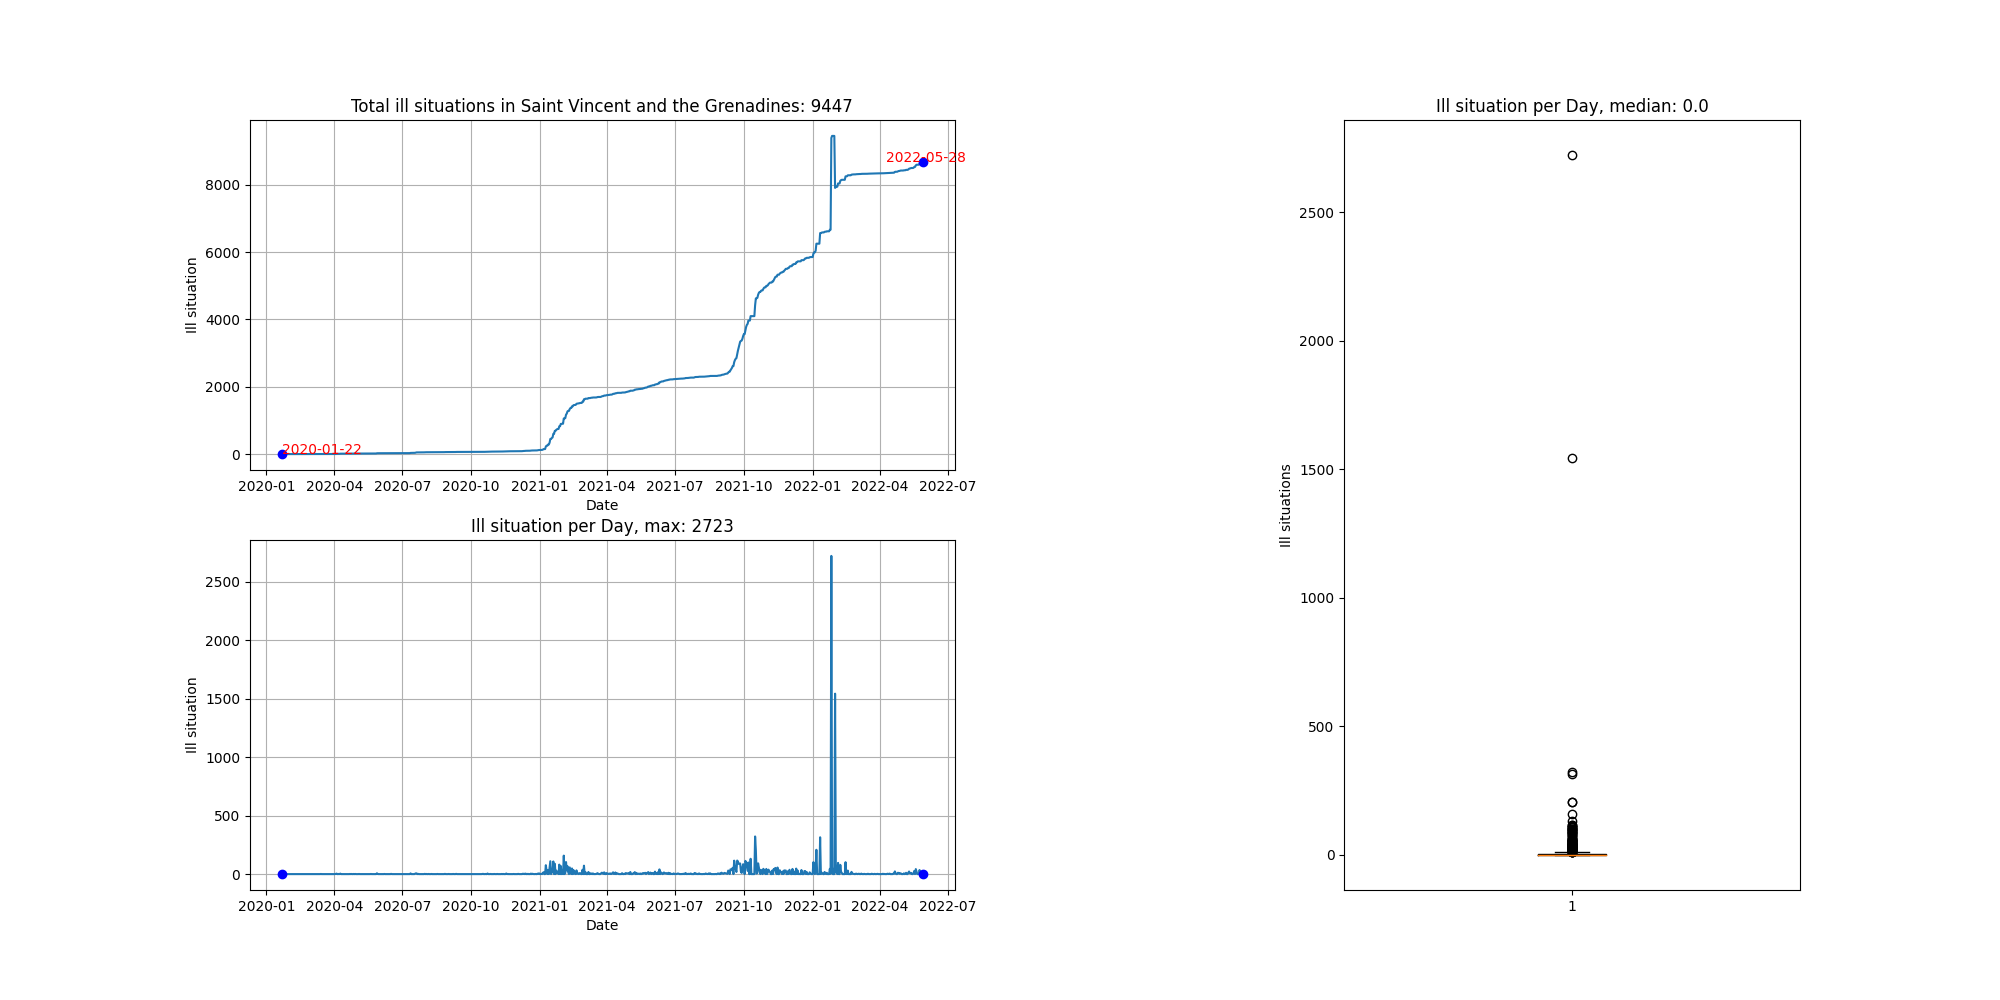 Total ill situations in Saint Vincent and the Grenadines: 9447
8000
6000
4000
2000
0
Ill situation
2022-05-28
2020-01-22
2020-01 2020-04 2020-07 2020-10 2021-01 2021-04 2021-07 2021-10 2022-01 2022-04 2022-07
Date
Ill situation per Day, max: 2723
2500
2000
1500
1000
500
0
Ill situation
2020-01 2020-04 2020-07 2020-10 2021-01 2021-04 2021-07 2021-10 2022-01 2022-04 2022-07
Date
Ill situation per Day, median: 0.0
2500
2000
1500
1000
500
0
Ill situations
1